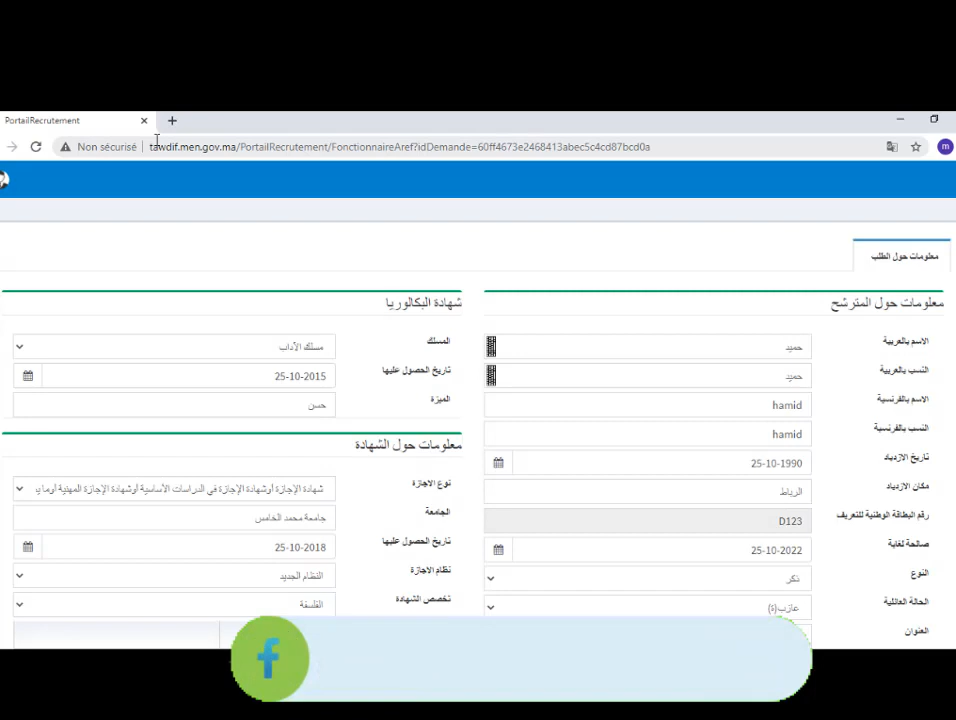 PortailRecrutement
Non sécurisé | tawdif.men.gov.ma/PortailRecrutement/FonctionnaireAref?idDemande=60ff4673e2468413abec5c4cd87bcd0a
m
معلومات حول الطلب
معلومات حول المترشح
الاسم بالعربية
حميد
النسب بالعربية
حميد
الاسم بالفرنسية
hamid
النسب بالفرنسية
hamid
تاريخ الازدياد
25-10-1990
مكان الازدياد
الرباط
رقم البطاقة الوطنية للتعريف
D123
صالحة لغاية
25-10-2022
النوع
ذكر
الحالة العائلية
عازب(ة)
العنوان
شهادة البكالوريا
المسلك
مسلك الآداب
تاريخ الحصول عليها
25-10-2015
الميزة
حسن
معلومات حول الشهادة
نوع الاجازة
شهادة الإجازة أوشهادة الإجازة في الدراسات الأساسية أوشهادة الإجازة المهنية أوما ي
الجامعة
جامعة محمد الخامس
تاريخ الحصول عليها
25-10-2018
نظام الاجازة
النظام الجديد
تخصص الشهادة
الفلسفة
f